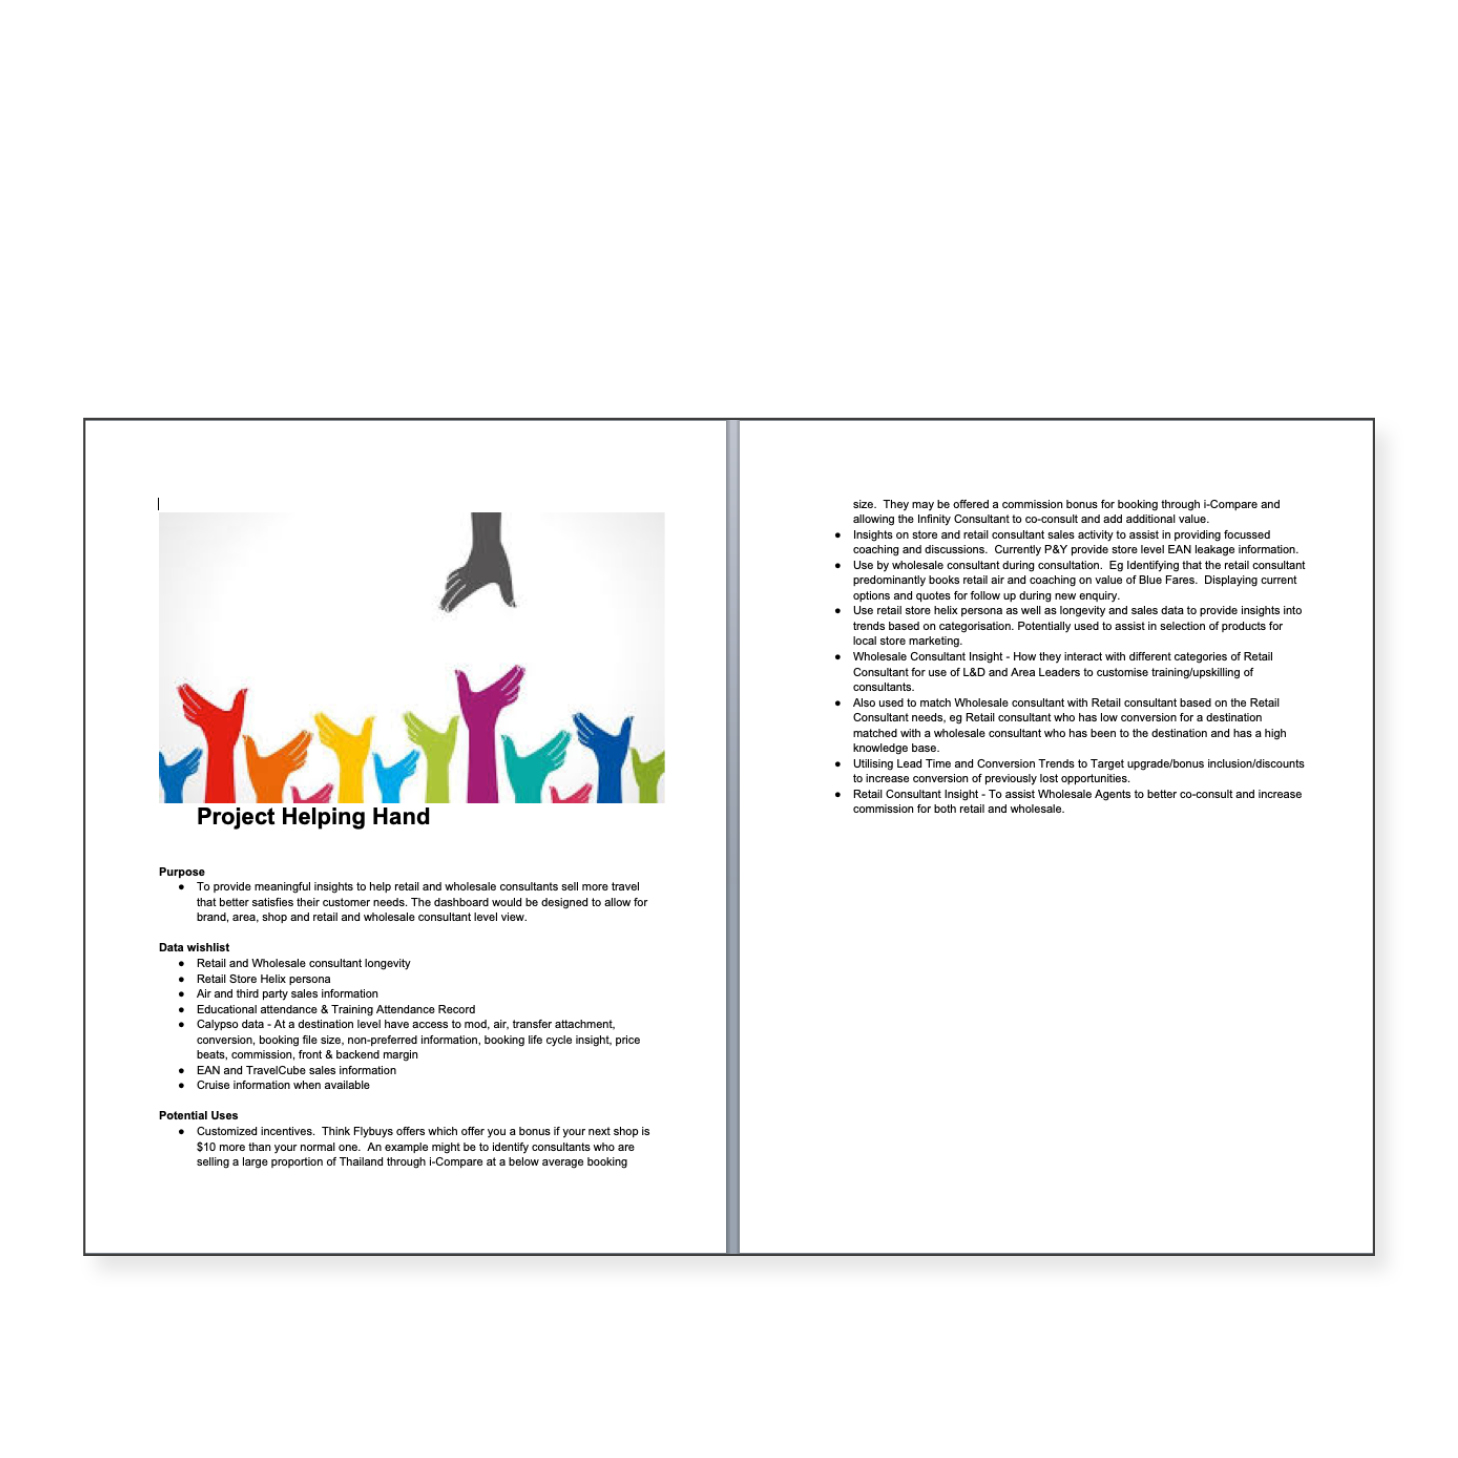 Project Helping Hand
Purpose
● To provide meaningful insights to help retail and wholesale consultants sell more travel
that better satisfies their customer needs. The dashboard would be designed to allow for
brand, area, shop and retail and wholesale consultant level view.
Data wishlist
● Retail and Wholesale consultant longevity
● Retail Store Helix persona
● Air and third party sales information
● Educational attendance & Training Attendance Record
● Calypso data - At a destination level have access to mod, air, transfer attachment,
conversion, booking file size, non-preferred information, booking life cycle insight, price
beats, commission, front & backend margin
● EAN and TravelCube sales information
● Cruise information when available
Potential Uses
● Customized incentives.  Think Flybuys offers which offer you a bonus if your next shop is
$10 more than your normal one.  An example might be to identify consultants who are
selling a large proportion of Thailand through i-Compare at a below average booking
size.  They may be offered a commission bonus for booking through i-Compare and
allowing the Infinity Consultant to co-consult and add additional value.
● Insights on store and retail consultant sales activity to assist in providing focussed
coaching and discussions.  Currently P&Y provide store level EAN leakage information.
● Use by wholesale consultant during consultation.  Eg Identifying that the retail consultant
predominantly books retail air and coaching on value of Blue Fares.  Displaying current
options and quotes for follow up during new enquiry.
● Use retail store helix persona as well as longevity and sales data to provide insights into
trends based on categorisation. Potentially used to assist in selection of products for
local store marketing.
● Wholesale Consultant Insight - How they interact with different categories of Retail
Consultant for use of L&D and Area Leaders to customise training/upskilling of
consultants.
● Also used to match Wholesale consultant with Retail consultant based on the Retail
Consultant needs, eg Retail consultant who has low conversion for a destination
matched with a wholesale consultant who has been to the destination and has a high
knowledge base.
● Utilising Lead Time and Conversion Trends to Target upgrade/bonus inclusion/discounts
to increase conversion of previously lost opportunities.
● Retail Consultant Insight - To assist Wholesale Agents to better co-consult and increase
commission for both retail and wholesale.